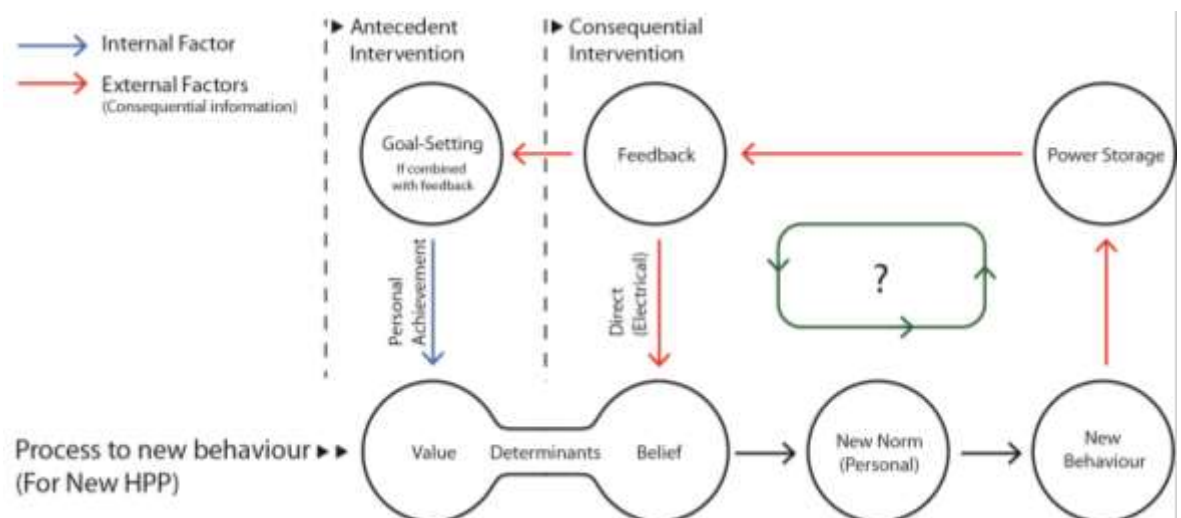 Internal Factor
External Factors
(Consequential information)
Antecedent
Intervention
Consequential
Intervention
Goal-Setting
If combined
with feedback
Feedback
Power Storage
Personal
Achievement
Direct
(Electrical)
?
Process to new behaviour
(For New HPP)
Value
Determinants
Belief
New Norm
(Personal)
New
Behaviour